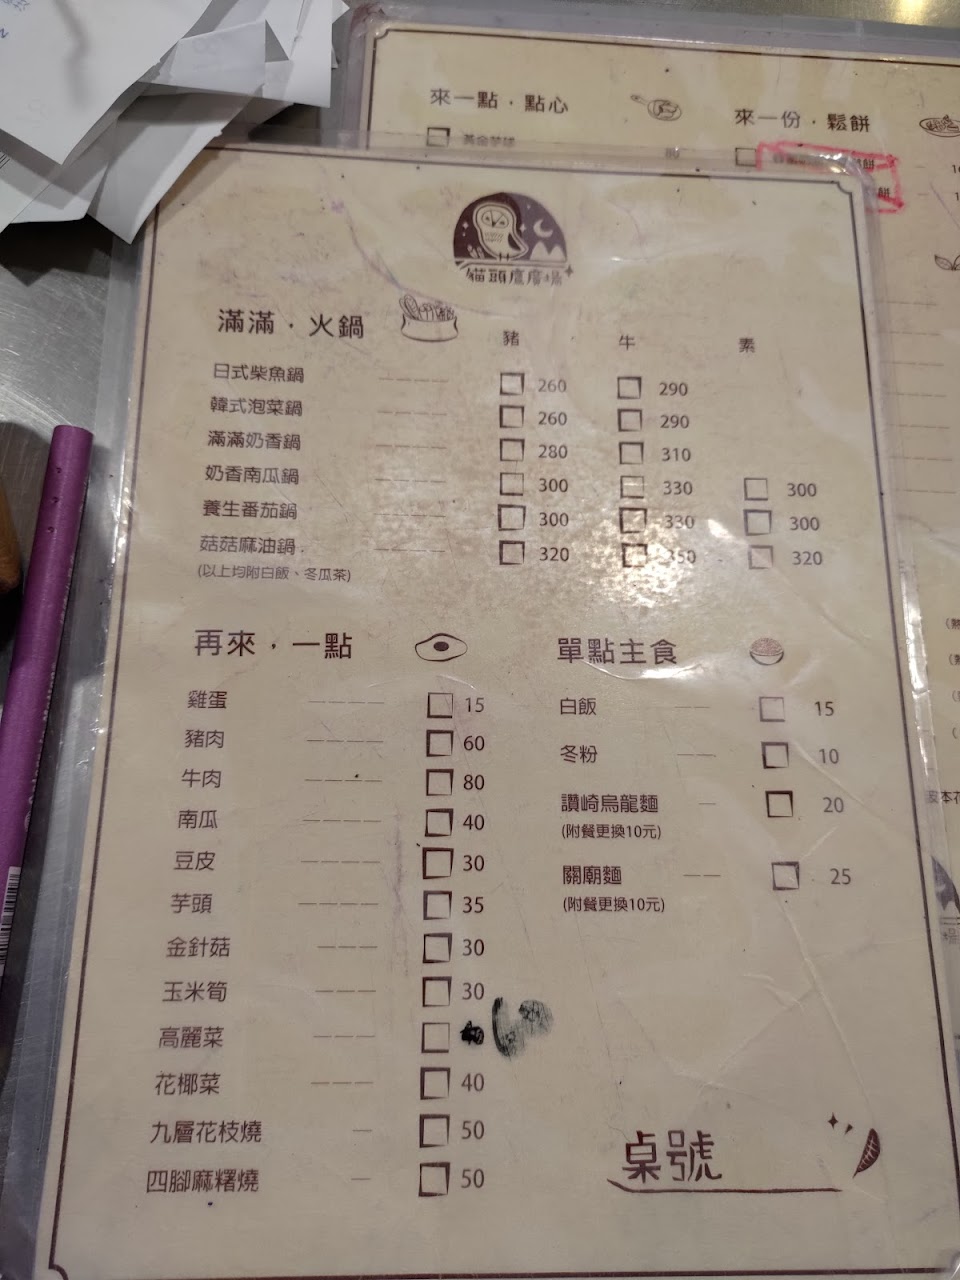 來一點．點心
來一份．鬆餅
80
餅
餅
貓頭鷹廣場
滿滿．火鍋
豬 牛 素
日式柴魚鍋 260 290
韓式泡菜鍋 260 290
滿滿奶香鍋 280 310
奶香南瓜鍋 300 330 300
養生番茄鍋 300 330 300
菇菇麻油鍋 320 350 320
(以上均附白飯、冬瓜茶)
再來，一點
雞蛋 15
豬肉 60
牛肉 80
南瓜 40
豆皮 30
芋頭 35
金針菇 30
玉米筍 30
高麗菜
花椰菜 40
九層花枝燒 50
四腳麻糬燒 50
單點主食
白飯 15
冬粉 10
讚崎烏龍麵 20
(附餐更換10元)
關廟麵 25
(附餐更換10元)
桌號